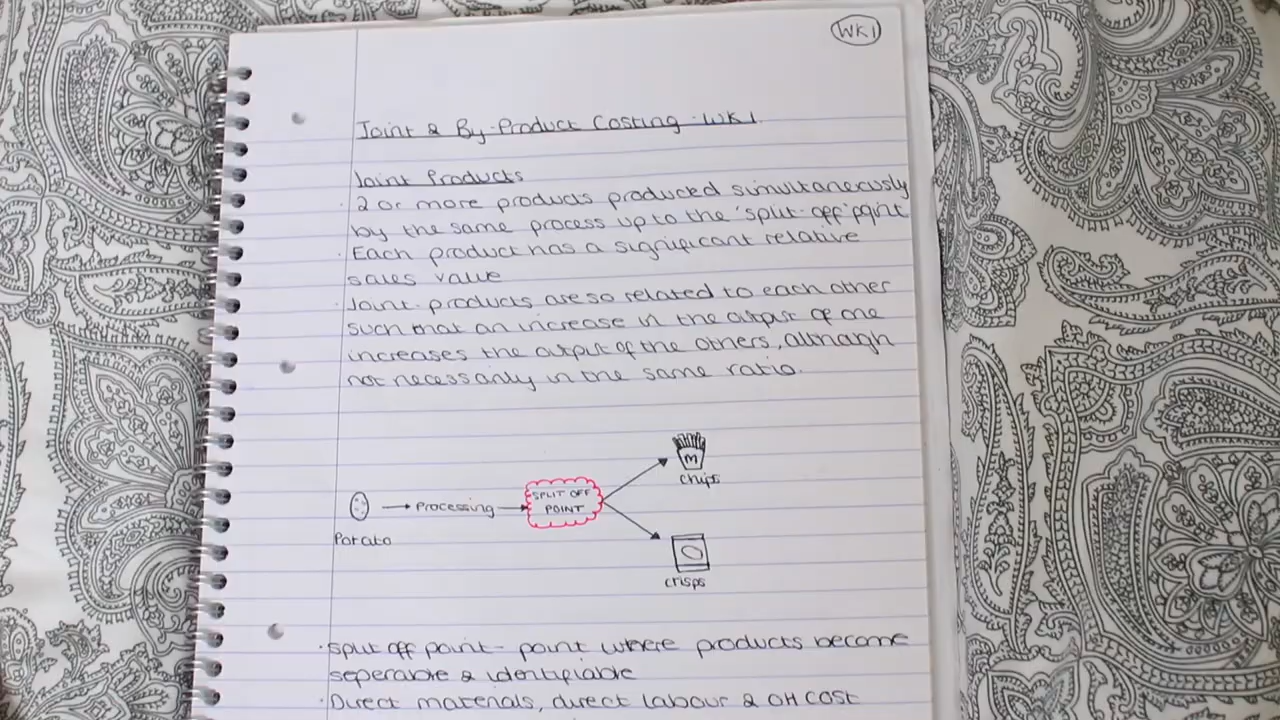 WK1
Joint & By-Product Costing - WK1.
Joint Products
· 2 or more products produced simultaneously
by the same process up to the 'split-off' point
· Each product has a significant relative
sales value
· Joint-products are so related to each other
such that an increase in the output of one
increases the output of the others, although
not necessarily in the same ratio.
M
chips
SPLIT OFF
Processing
POINT
Potato
crisps
· Split off point - point where products become
seperable & identifiable
· Direct materials, direct labour & OH cost